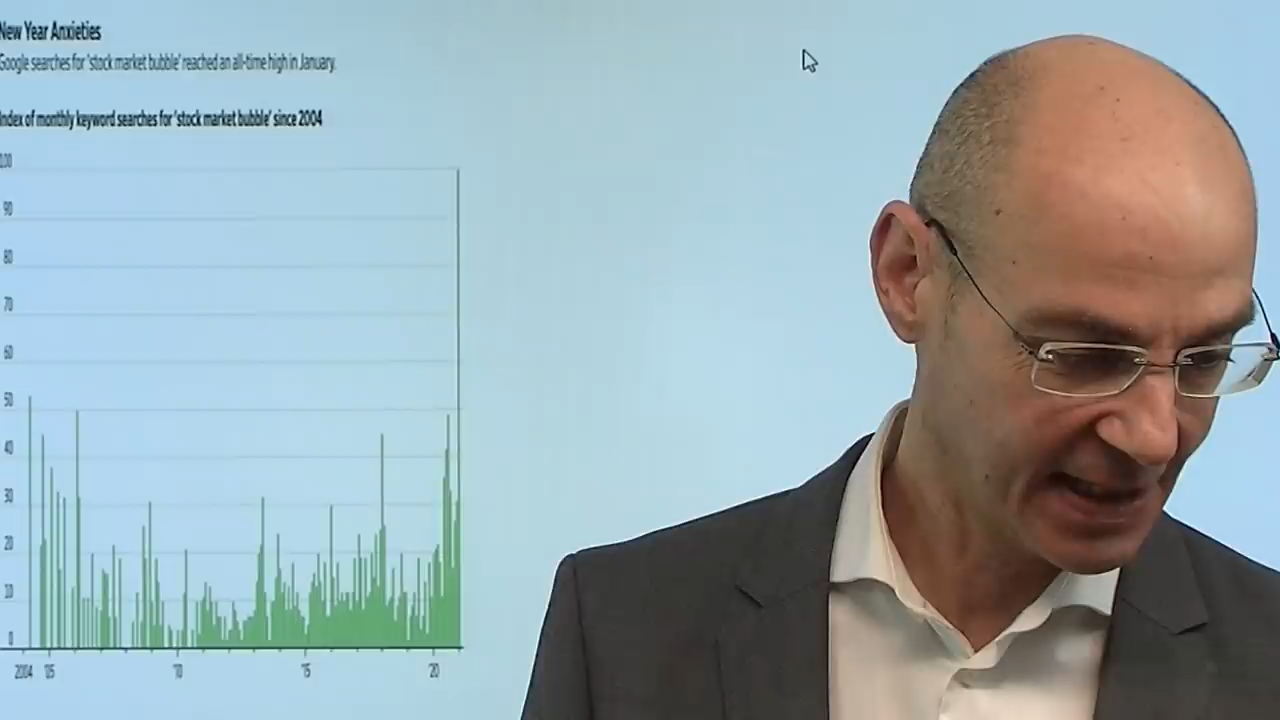 New Year Anxieties
Google searches for 'stock market bubble' reached an all-time high in January.
Index of monthly keyword searches for 'stock market bubble' since 2004
100
90
80
70
60
50
40
30
20
10
0
2004 '05 '10 '15 '20